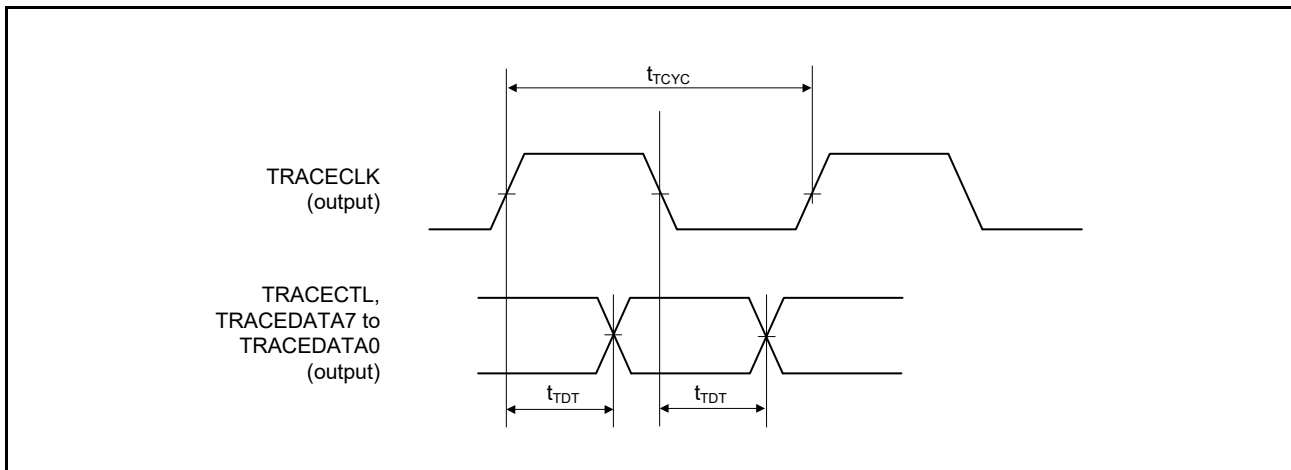 tTCYC
TRACECLK
(output)
TRACECTL,
TRACEDATA7 to
TRACEDATA0
(output)
tTDT
tTDT